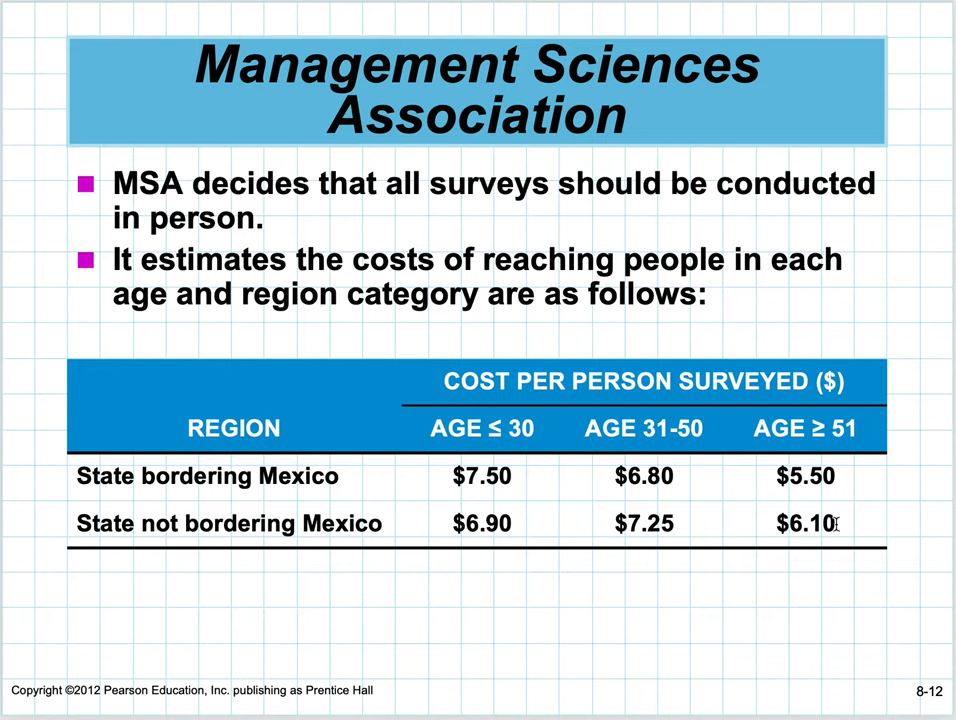 Management Sciences
Association
MSA decides that all surveys should be conducted
in person.
It estimates the costs of reaching people in each
age and region category are as follows:
COST PER PERSON SURVEYED ($)
REGION AGE ≤ 30 AGE 31-50 AGE ≥ 51
State bordering Mexico $7.50 $6.80 $5.50
State not bordering Mexico $6.90 $7.25 $6.10
Copyright ©2012 Pearson Education, Inc. publishing as Prentice Hall 8-12